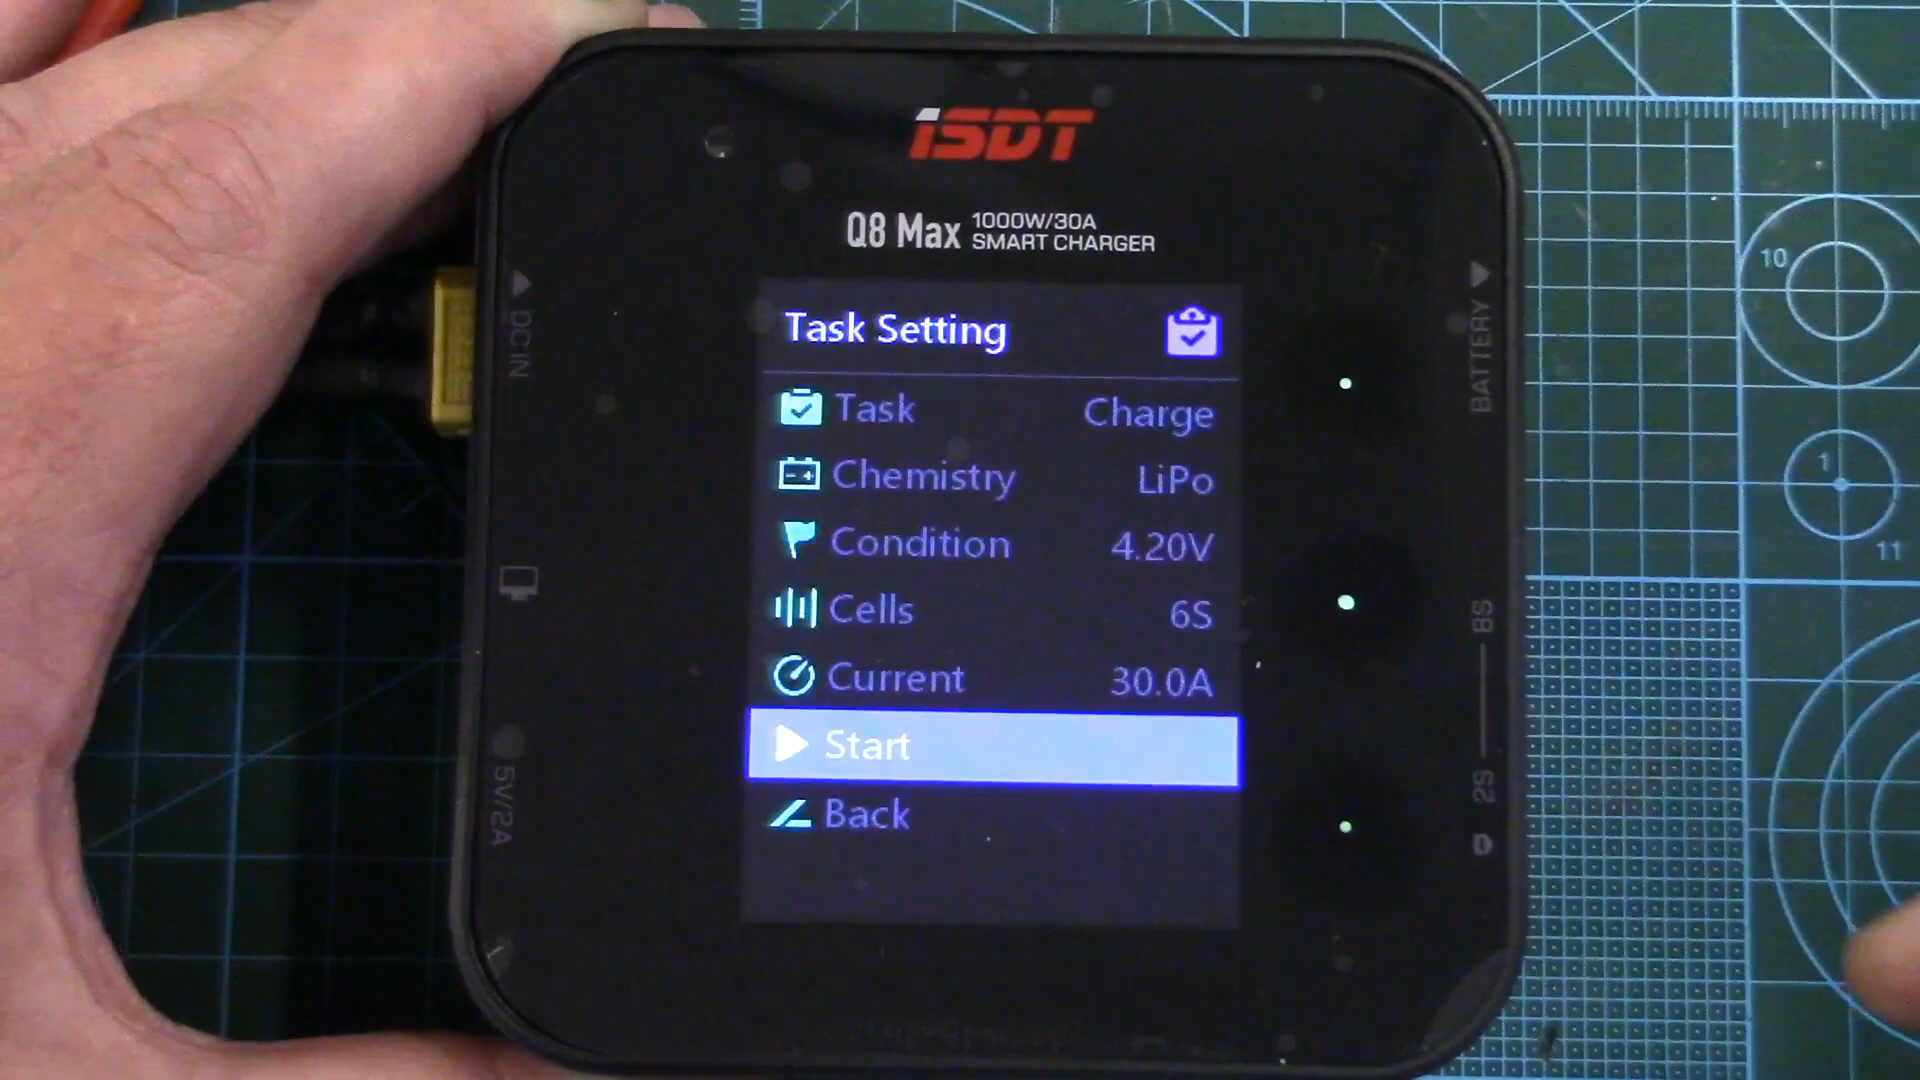 iSDT
Q8 Max 1000W/30A
SMART CHARGER
Task Setting
Task Charge
Chemistry LiPo
Condition 4.20V
Cells 6S
Current 30.0A
Start
Back
DC IN
5V/2A
BATTERY
8S
2S
10
1
11